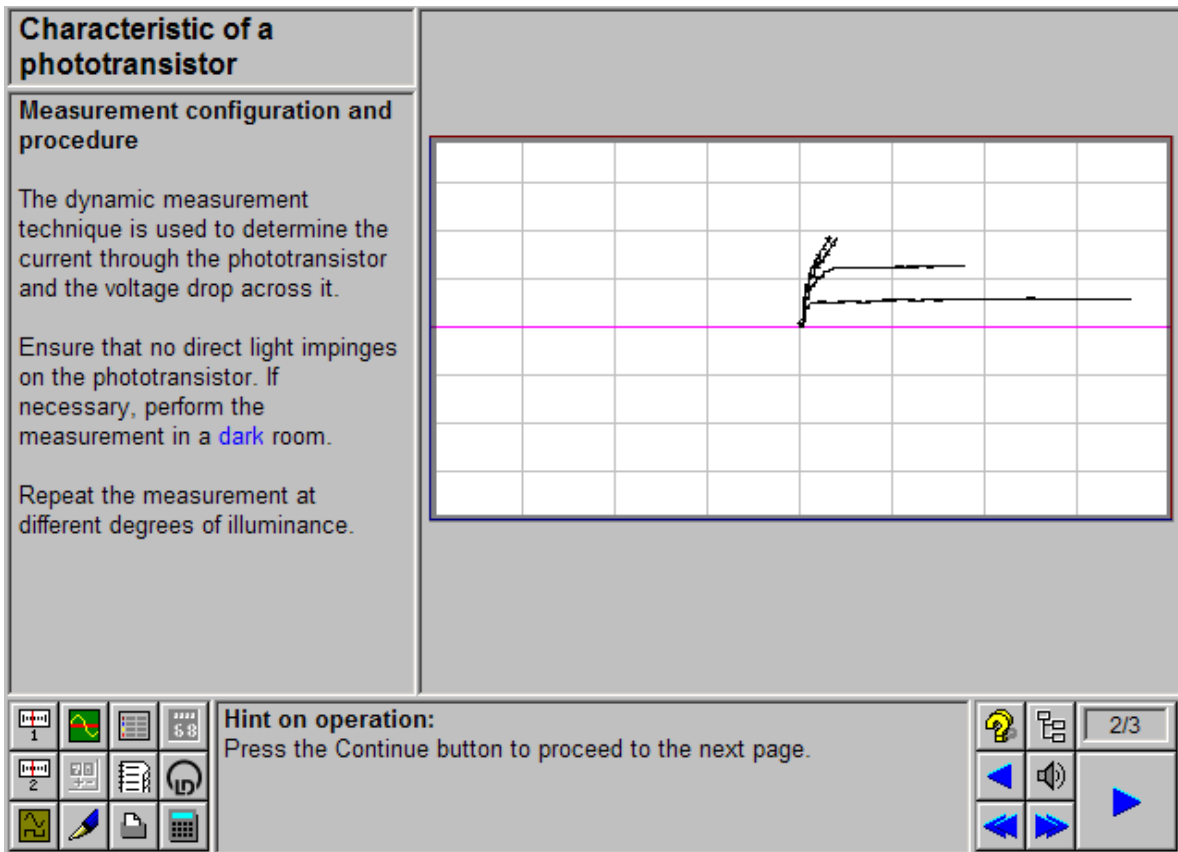 Characteristic of a
phototransistor
Measurement configuration and
procedure
The dynamic measurement
technique is used to determine the
current through the phototransistor
and the voltage drop across it.
Ensure that no direct light impinges
on the phototransistor. If
necessary, perform the
measurement in a dark room.
Repeat the measurement at
different degrees of illuminance.
1
2
68
Hint on operation:
Press the Continue button to proceed to the next page.
2/3